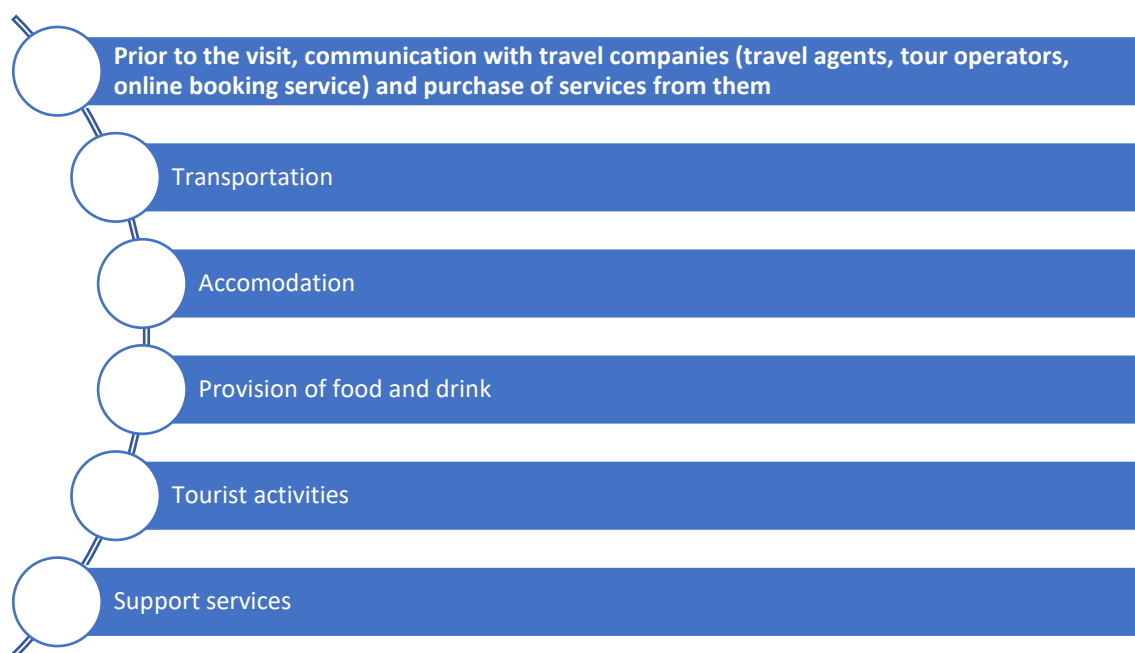 Prior to the visit, communication with travel companies (travel agents, tour operators,
online booking service) and purchase of services from them
Transportation
Accomodation
Provision of food and drink
Tourist activities
Support services